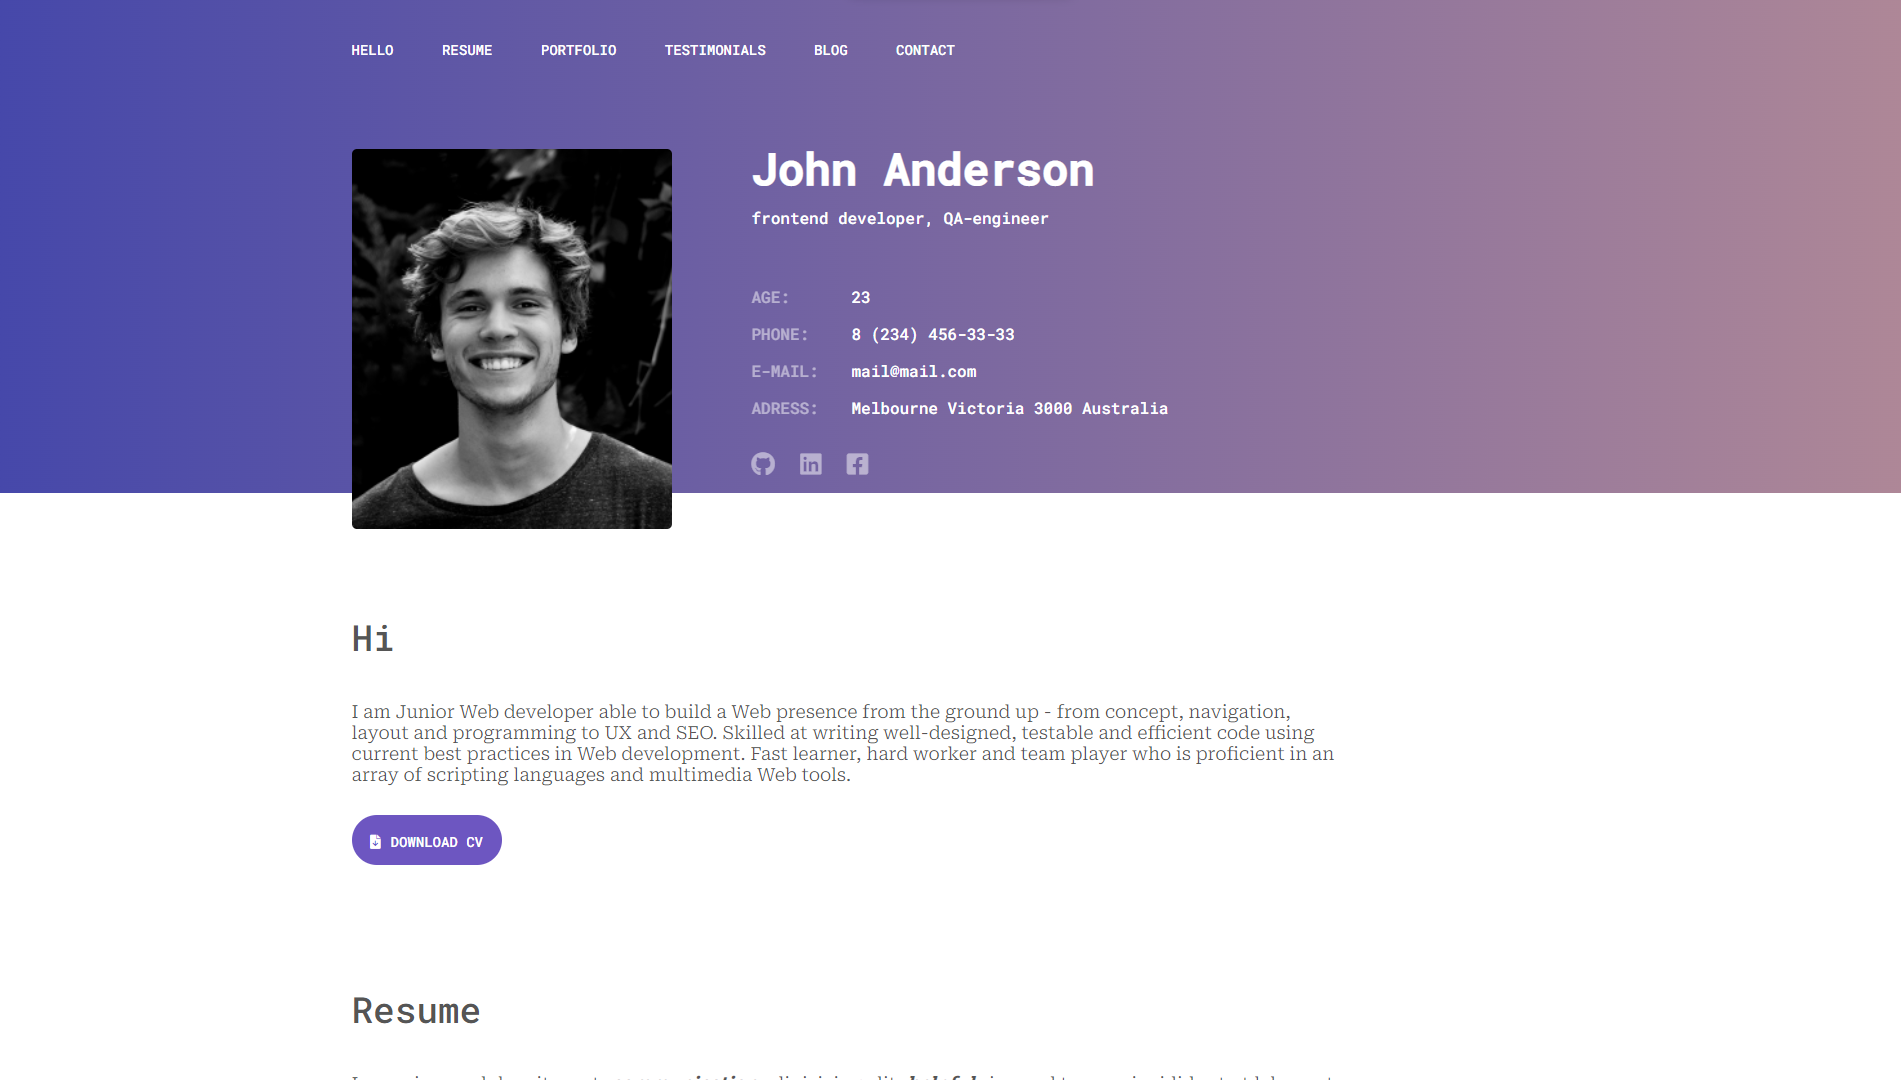 HELLO RESUME PORTFOLIO TESTIMONIALS BLOG CONTACT
John Anderson
frontend developer, QA-engineer
AGE: 23
PHONE: 8 (234) 456-33-33
E-MAIL: mail@mail.com
ADRESS: Melbourne Victoria 3000 Australia
Hi
I am Junior Web developer able to build a Web presence from the ground up - from concept, navigation,
layout and programming to UX and SEO. Skilled at writing well-designed, testable and efficient code using
current best practices in Web development. Fast learner, hard worker and team player who is proficient in an
array of scripting languages and multimedia Web tools.
DOWNLOAD CV
Resume